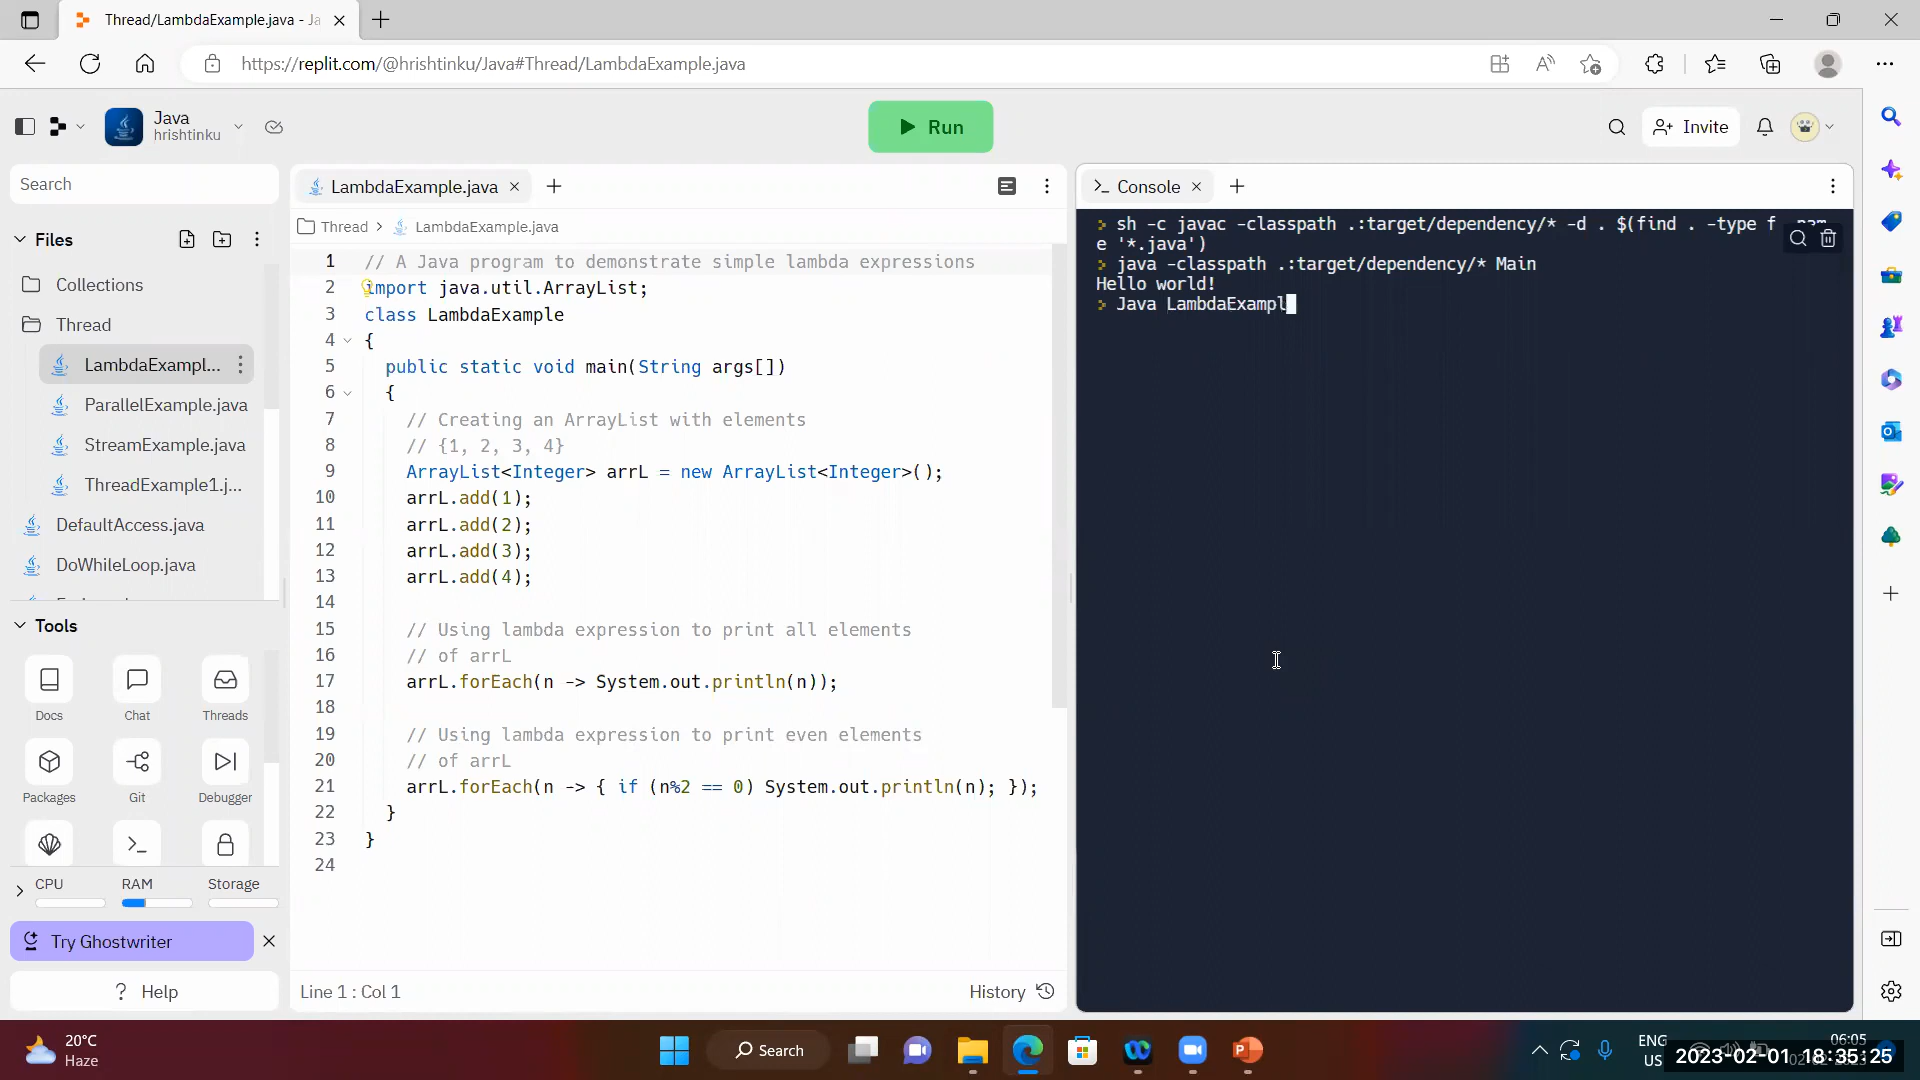 Thread/LambdaExample.java - Ja
https://replit.com/@hrishtinku/Java#Thread/LambdaExample.java
Java
hrishtinku
Run
Invite
Search
LambdaExample.java
Console
Files
Thread > LambdaExample.java
Collections
Thread
LambdaExampl...
ParallelExample.java
StreamExample.java
ThreadExample1.j...
DefaultAccess.java
DoWhileLoop.java
Tools
Docs
Chat
Threads
Packages
Git
Debugger
CPU
RAM
Storage
Try Ghostwriter
? Help
1 // A Java program to demonstrate simple lambda expressions
2 import java.util.ArrayList;
3 class LambdaExample
4 {
5 public static void main(String args[])
6 {
7 // Creating an ArrayList with elements
8 // {1, 2, 3, 4}
9 ArrayList<Integer> arrL = new ArrayList<Integer>();
10 arrL.add(1);
11 arrL.add(2);
12 arrL.add(3);
13 arrL.add(4);
14
15 // Using lambda expression to print all elements
16 // of arrL
17 arrL.forEach(n -> System.out.println(n));
18
19 // Using lambda expression to print even elements
20 // of arrL
21 arrL.forEach(n -> { if (n%2 == 0) System.out.println(n); });
22 }
23 }
24
Line 1 : Col 1
History
> sh -c javac -classpath .:target/dependency/* -d . $(find . -type f -nam
e '*.java')
> java -classpath .:target/dependency/* Main
Hello world!
> Java LambdaExampl
20°C
Haze
Search
ENG
US
06:05
2023-02-01 18:35:25